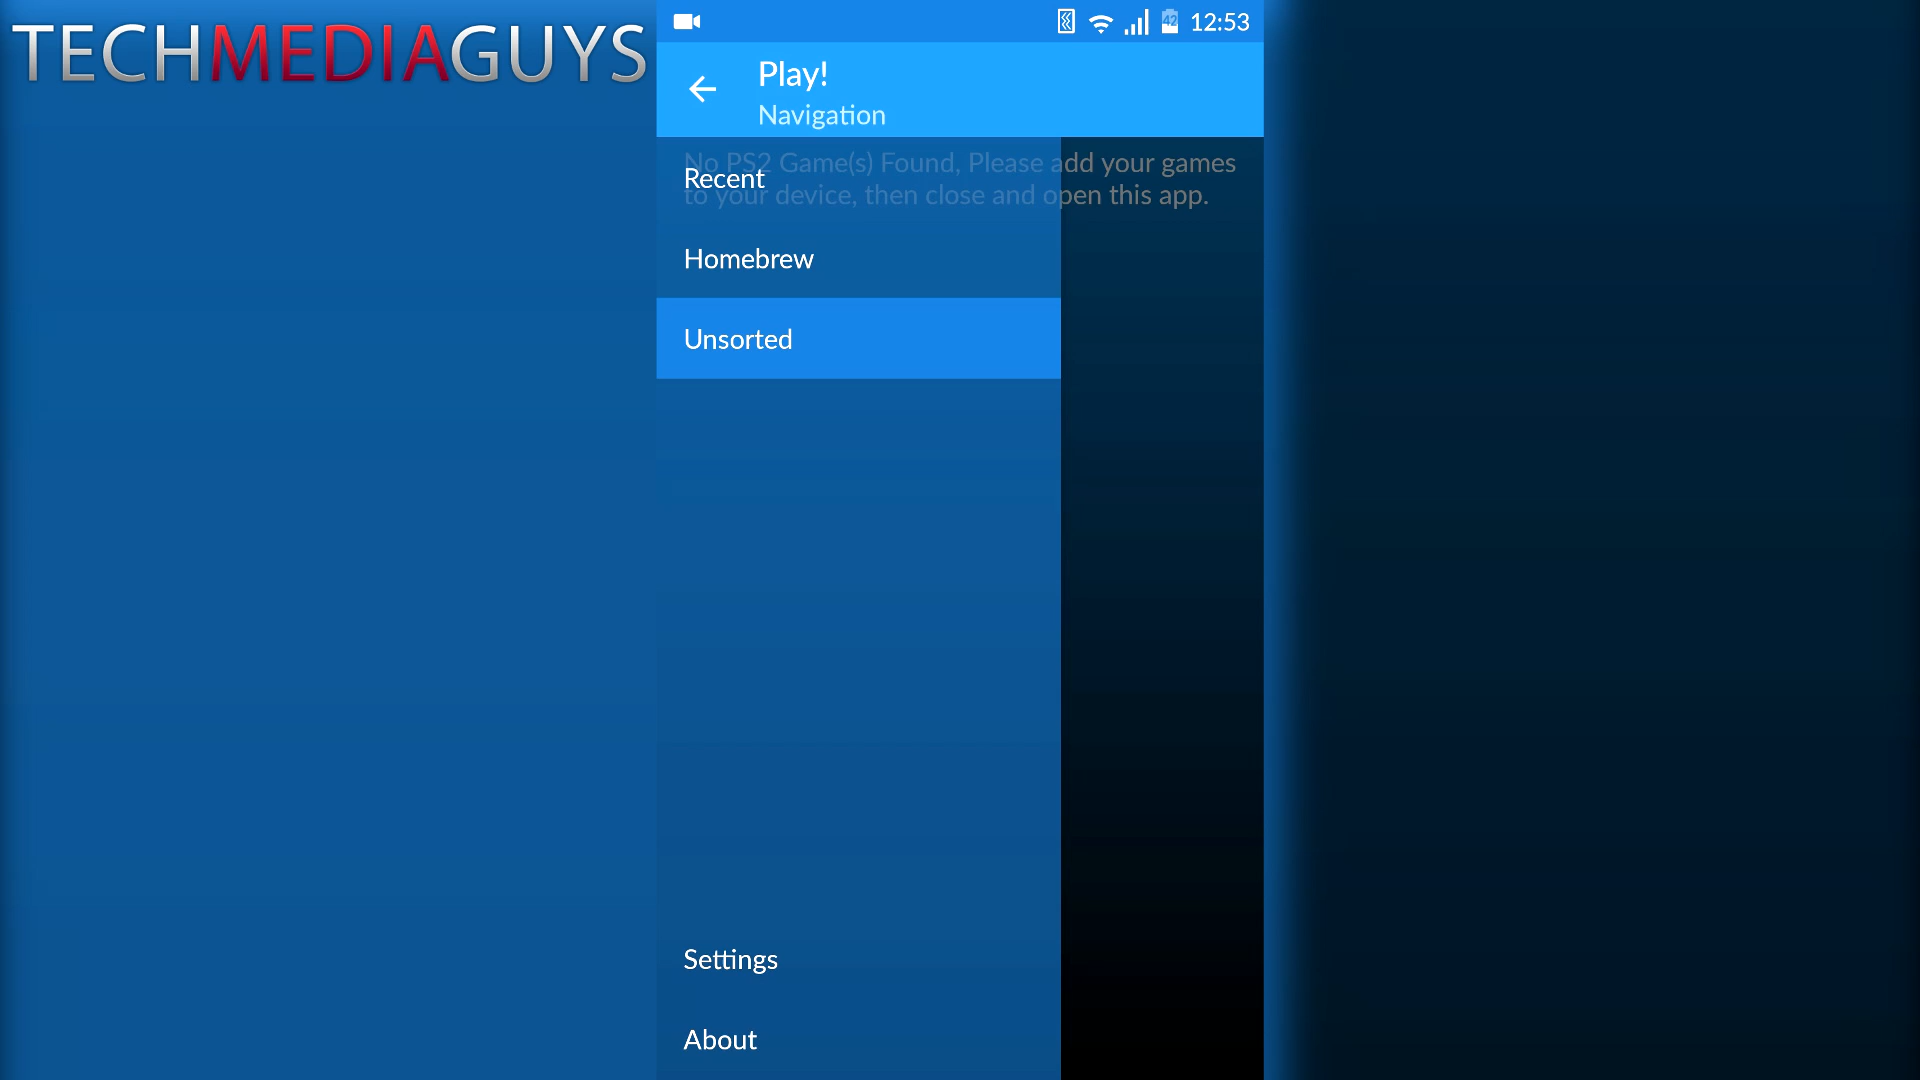 TECHMEDIAGUYS
42
12:53
Play!
Navigation
No PS2 Game(s) Found, Please add your games
to your device, then close and open this app.
Recent
Homebrew
Unsorted
Settings
About